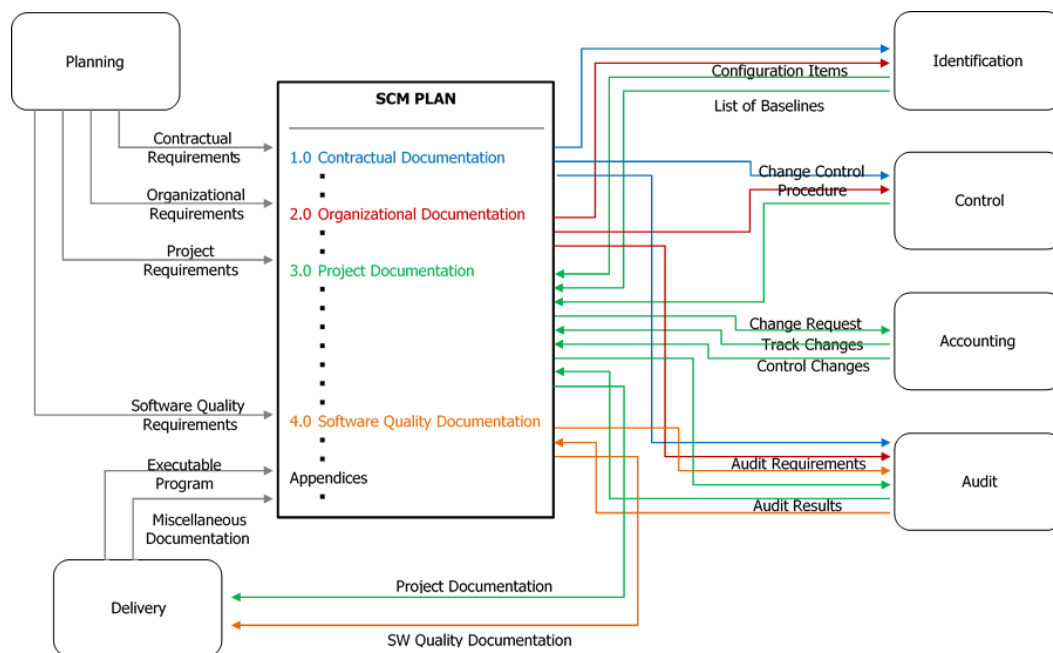 Planning
Contractual
Requirements
Organizational
Requirements
Project
Requirements
Software Quality
Requirements
Executable
Program
Miscellaneous
Documentation
Delivery
SCM PLAN
1.0 Contractual Documentation
2.0 Organizational Documentation
3.0 Project Documentation
4.0 Software Quality Documentation
Appendices
Configuration Items
List of Baselines
Change Control
Procedure
Change Request
Track Changes
Control Changes
Audit Requirements
Audit Results
Project Documentation
SW Quality Documentation
Identification
Control
Accounting
Audit